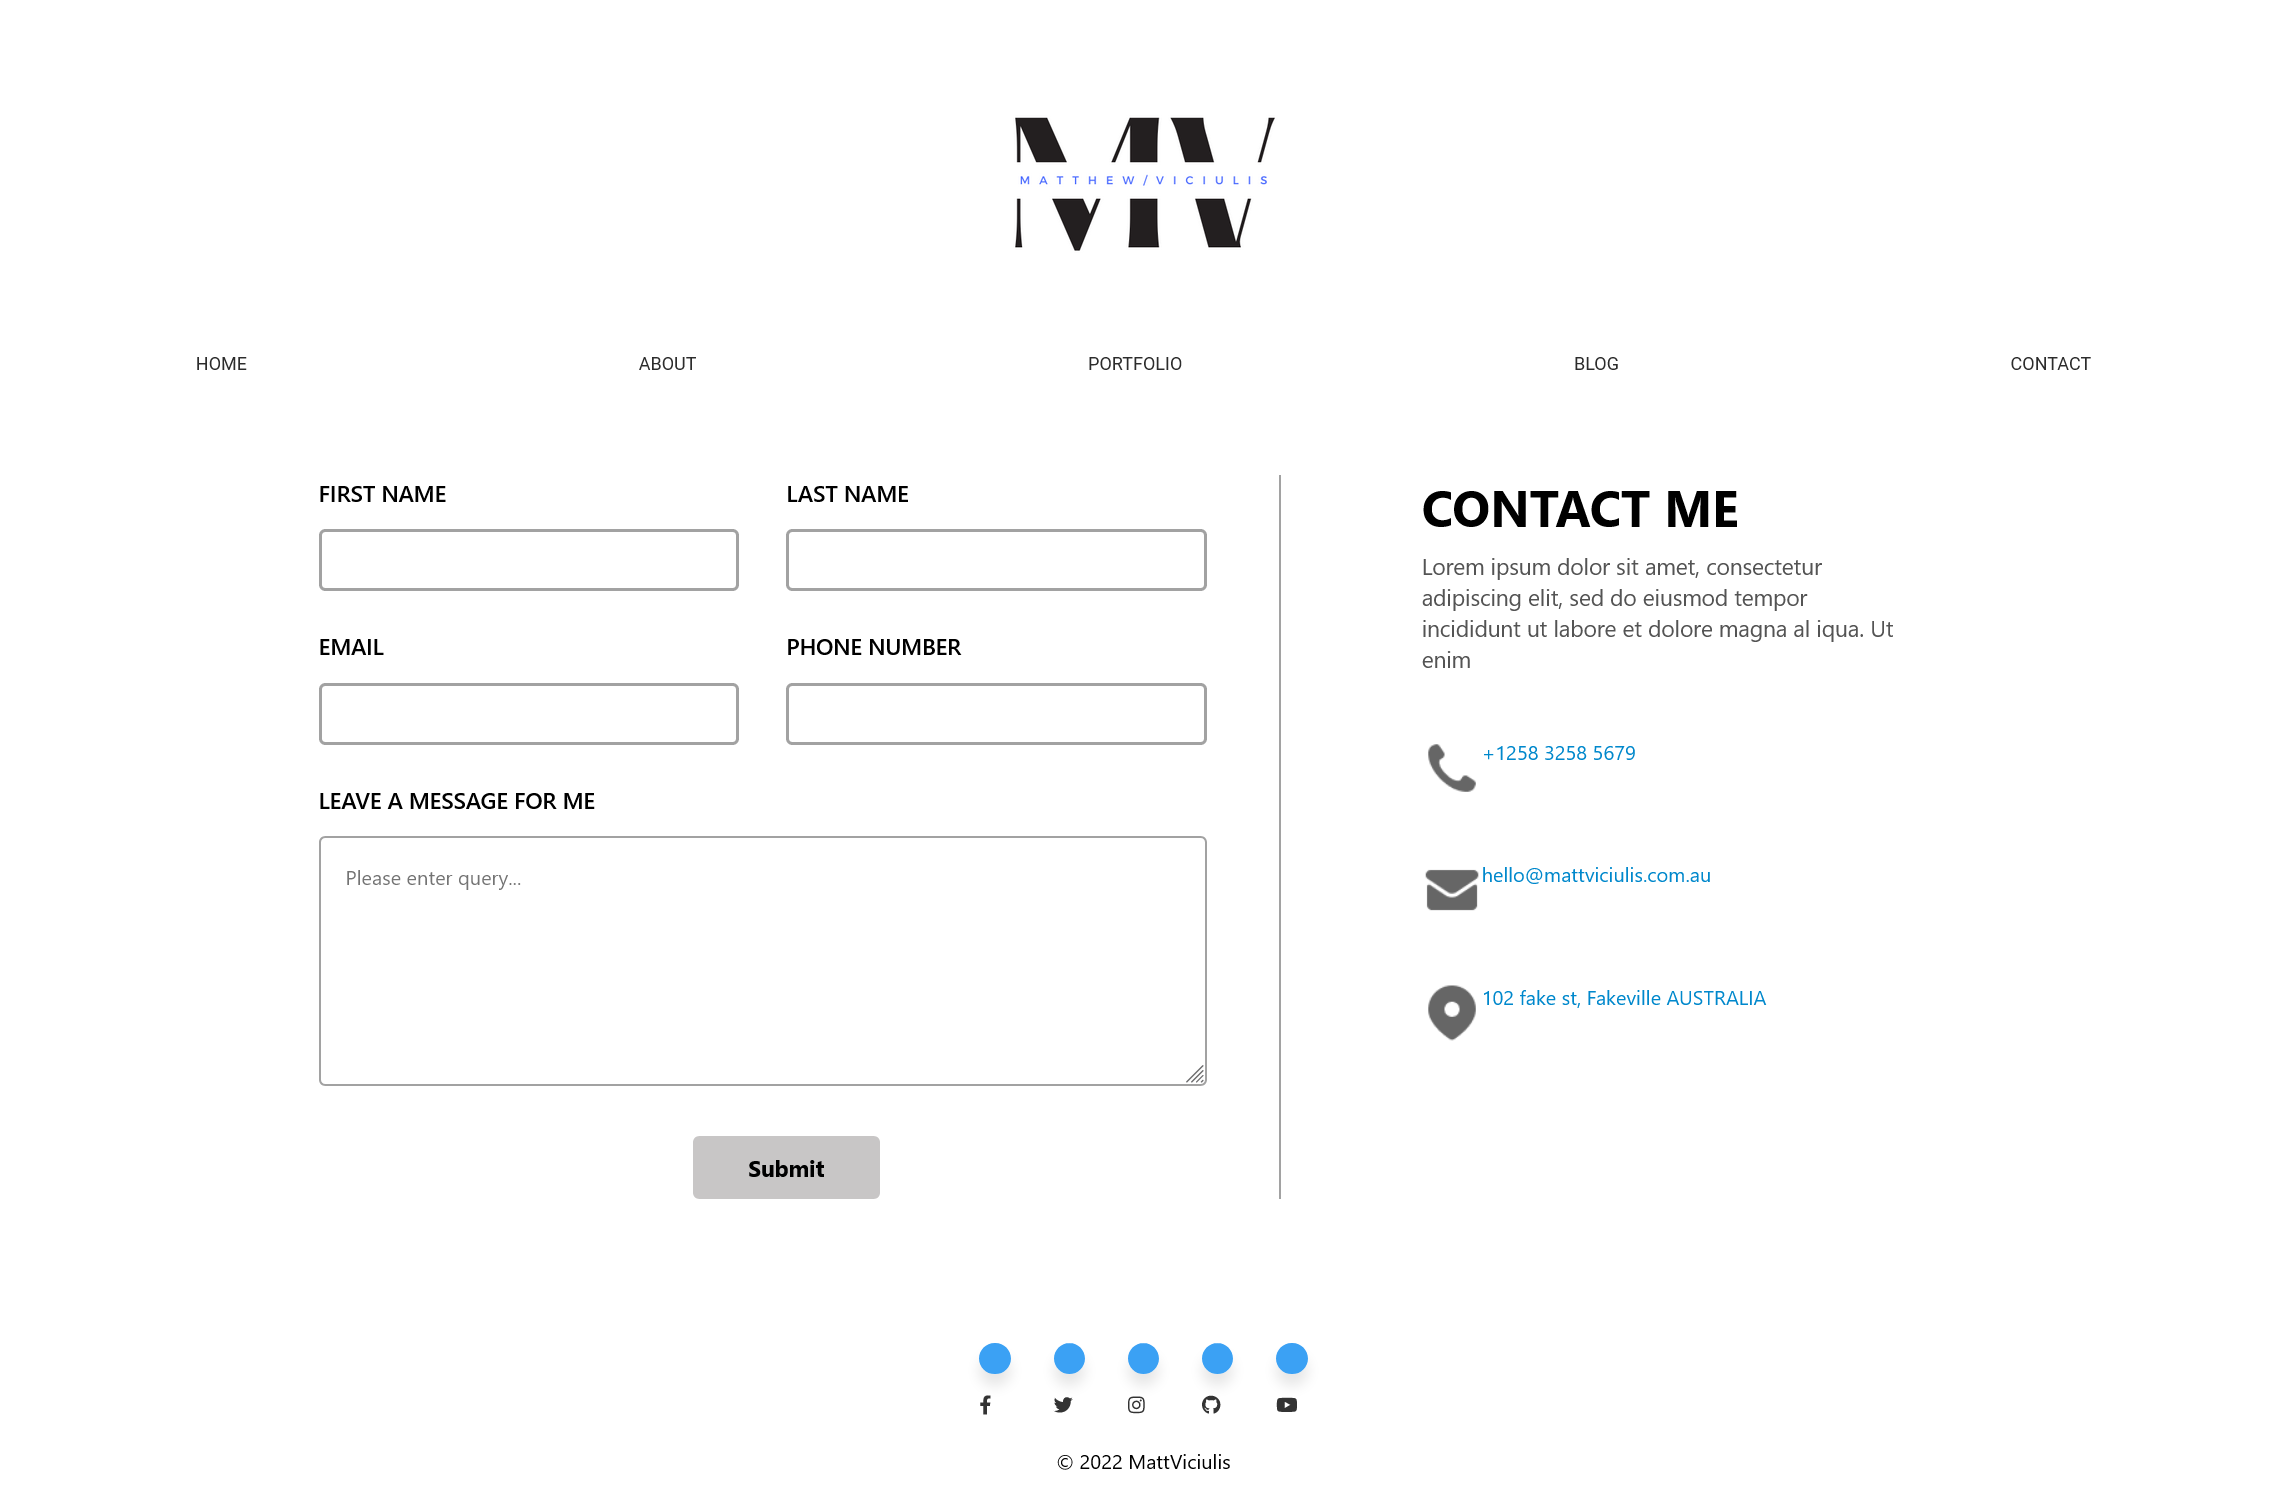 MV
MATTHEW/VICIULIS
HOME
ABOUT
PORTFOLIO
BLOG
CONTACT
FIRST NAME
LAST NAME
EMAIL
PHONE NUMBER
LEAVE A MESSAGE FOR ME
Please enter query...
Submit
CONTACT ME
Lorem ipsum dolor sit amet, consectetur
adipiscing elit, sed do eiusmod tempor
incididunt ut labore et dolore magna al iqua. Ut
enim
+1258 3258 5679
hello@mattviciulis.com.au
102 fake st, Fakeville AUSTRALIA
© 2022 MattViciulis